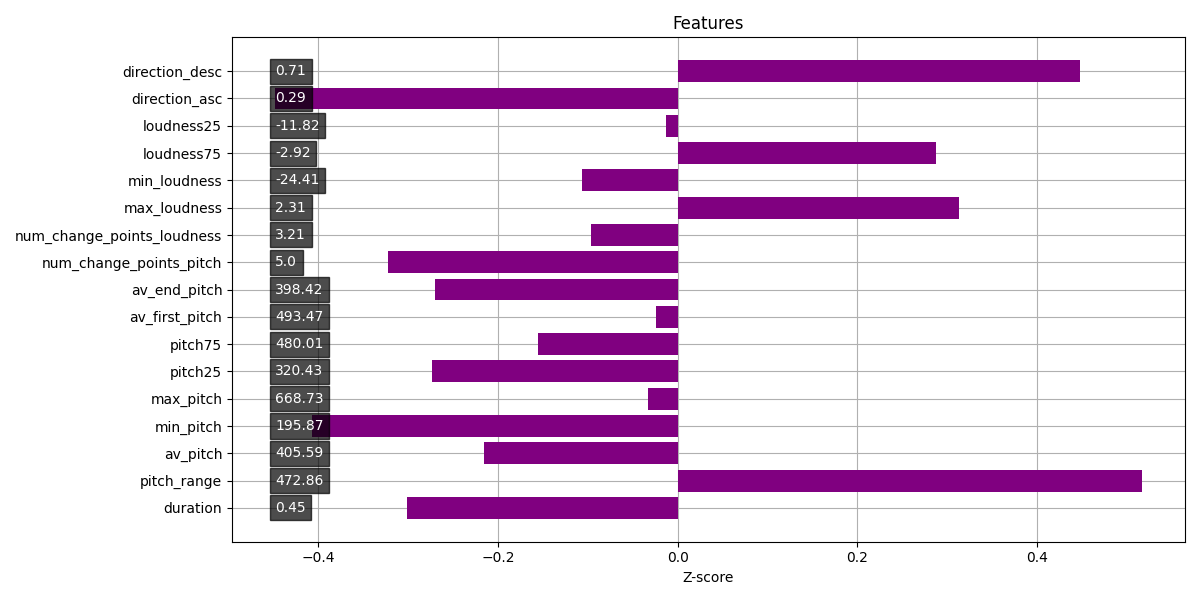 Features
direction_desc 0.71
direction_asc 0.29
loudness25 -11.82
loudness75 -2.92
min_loudness -24.41
max_loudness 2.31
num_change_points_loudness 3.21
num_change_points_pitch 5.0
av_end_pitch 398.42
av_first_pitch 493.47
pitch75 480.01
pitch25 320.43
max_pitch 668.73
min_pitch 195.87
av_pitch 405.59
pitch_range 472.86
duration 0.45
−0.4 −0.2 0.0 0.2 0.4
Z-score